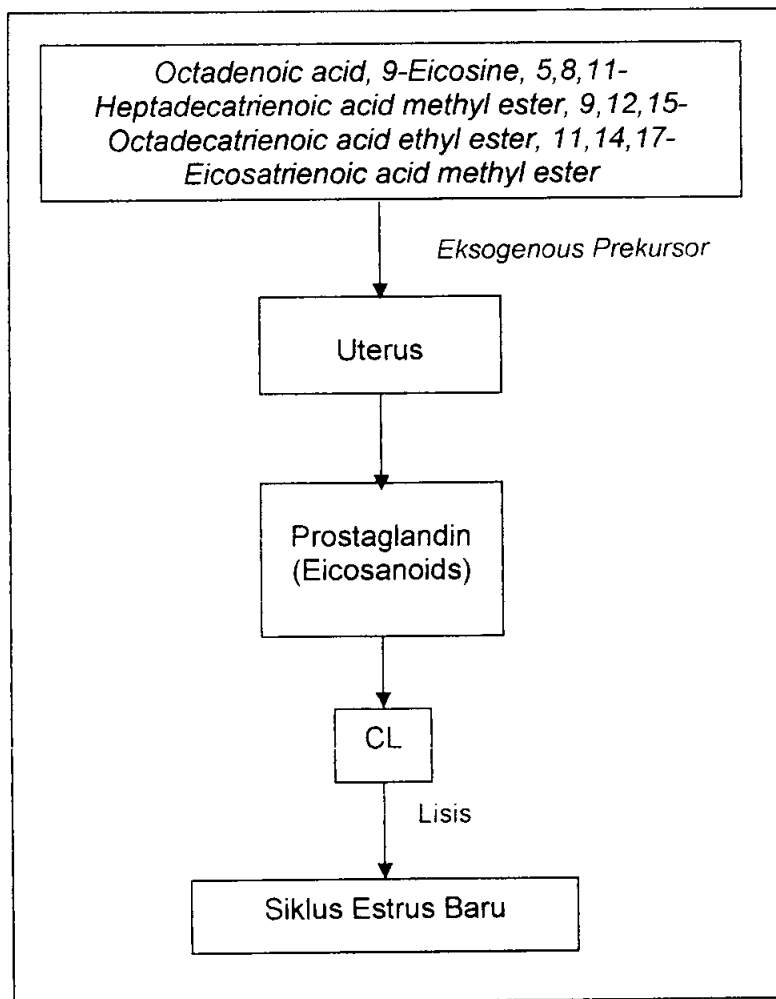 Octadenoic acid, 9-Eicosine, 5,8,11-
Heptadecatrienoic acid methyl ester, 9,12,15-
Octadecatrienoic acid ethyl ester, 11,14,17-
Eicosatrienoic acid methyl ester
Eksogenous Prekursor
Uterus
Prostaglandin
(Eicosanoids)
CL
Lisis
Siklus Estrus Baru